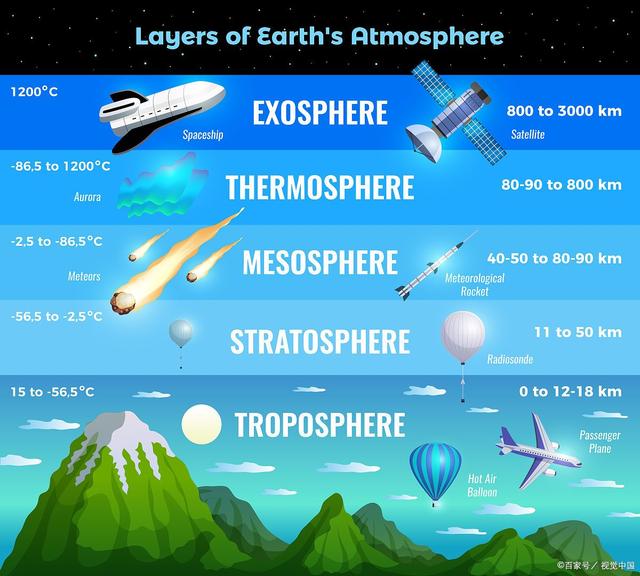 Layers of Earth's Atmosphere
1200°C
Spaceship
EXOSPHERE
800 to 3000 km
Satellite
-86,5 to 1200°C
Aurora
THERMOSPHERE
80-90 to 800 km
-2,5 to -86,5°C
Meteors
MESOSPHERE
40-50 to 80-90 km
Meteorological
Rocket
-56,5 to -2,5°C
STRATOSPHERE
11 to 50 km
Radiosonde
15 to -56,5°C
TROPOSPHERE
0 to 12-18 km
Passenger
Plane
Hot Air
Balloon
©百家号/ 视觉中国